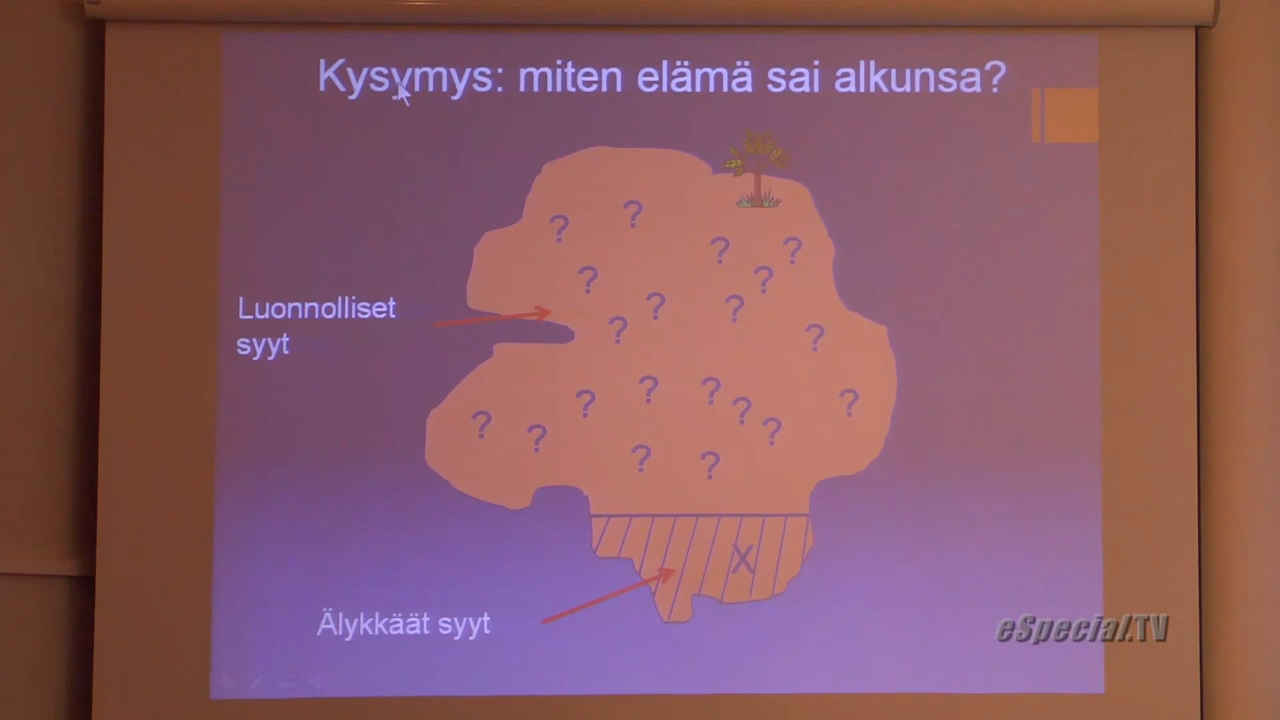 Kysymys: miten elämä sai alkunsa?
? ?
? ?
? ?
? ?
? ?
Luonnolliset
syyt
? ? ? ?
? ? ? ?
? ?
X
Älykkäät syyt
eSpecial.TV